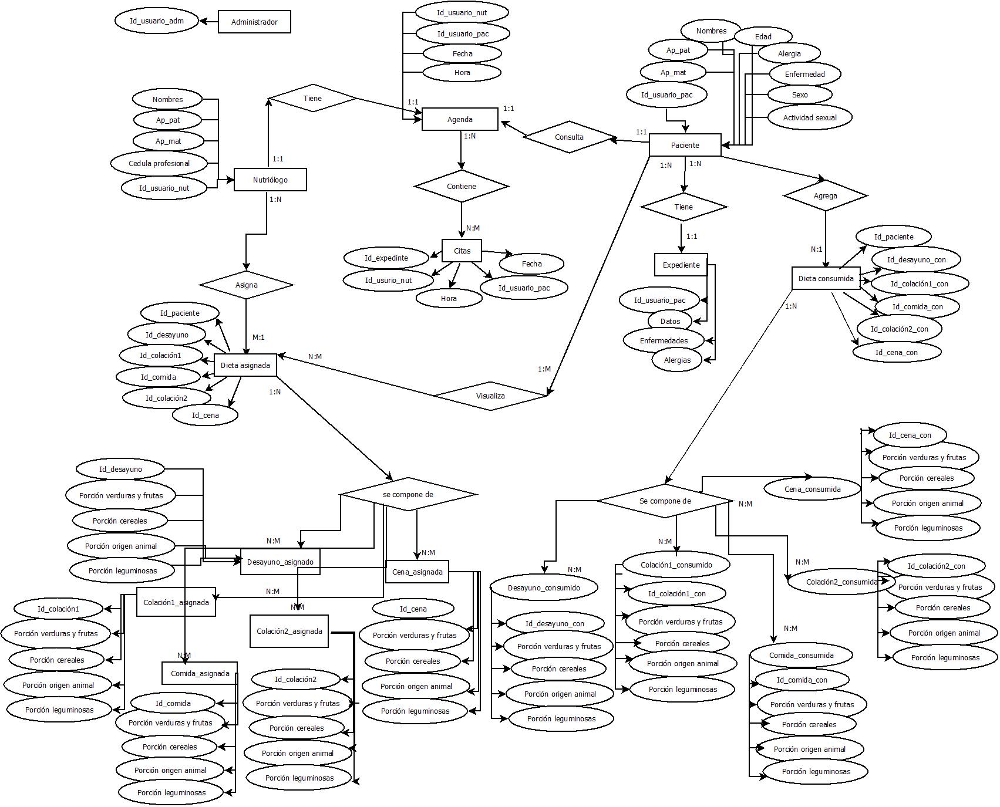 Id_usuario_adm
Administrador
Id_usuario_nut
Id_usuario_pac
Fecha
Hora
Nombres
Edad
Ap_pat
Alergia
Ap_mat
Enfermedad
Id_usuario_pac
Sexo
Actividad sexual
Nombres
Ap_pat
Ap_mat
Cedula profesional
Id_usuario_nut
Tiene
1:1
Agenda
1:1
Consulta
1:1
Paciente
1:1
Nutriólogo
1:N
1:N
Contiene
N:M
1:N
1:N
Tiene
1:1
Agrega
N:1
Citas
Id_expedinte
Id_usurio_nut
Hora
Fecha
Id_usuario_pac
Expediente
Id_usuario_pac
Datos
Enfermedades
Alergias
Dieta consumida
1:N
Id_paciente
Id_desayuno_con
Id_colación1_con
Id_comida_con
Id_colación2_con
Id_cena_con
Asigna
M:1
Id_paciente
Id_desayuno
Id_colación1
Id_comida
Id_colación2
Id_cena
Dieta asignada
1:N
N:M
Visualiza
1:M
se compone de
Id_desayuno
Porción verduras y frutas
Porción cereales
Porción origen animal
Porción leguminosas
N:M
Desayuno_asignado
N:M
Cena_asignada
N:M
Colación1_asignada
N:M
Colación2_asignada
N:M
Comida_asignada
Id_colación1
Porción verduras y frutas
Porción cereales
Porción origen animal
Porción leguminosas
Id_comida
Porción verduras y frutas
Porción cereales
Porción origen animal
Porción leguminosas
Id_colación2
Porción verduras y frutas
Porción cereales
Porción origen animal
Porción leguminosas
Id_cena
Porción verduras y frutas
Porción cereales
Porción origen animal
Porción leguminosas
Se compone de
N:M
Cena_consumida
Id_cena_con
Porción verduras y frutas
Porción cereales
Porción origen animal
Porción leguminosas
N:M
Desayuno_consumido
Id_desayuno_con
Porción verduras y frutas
Porción cereales
Porción origen animal
Porción leguminosas
N:M
Colación1_consumido
Id_colación1_con
Porción verduras y frutas
Porción cereales
Porción origen animal
Porción leguminosas
N:M
Colación2_consumida
Id_colación2_con
Porción verduras y frutas
Porción cereales
Porción origen animal
Porción leguminosas
N:M
Comida_consumida
Id_comida_con
Porción verduras y frutas
Porción cereales
Porción origen animal
Porción leguminosas